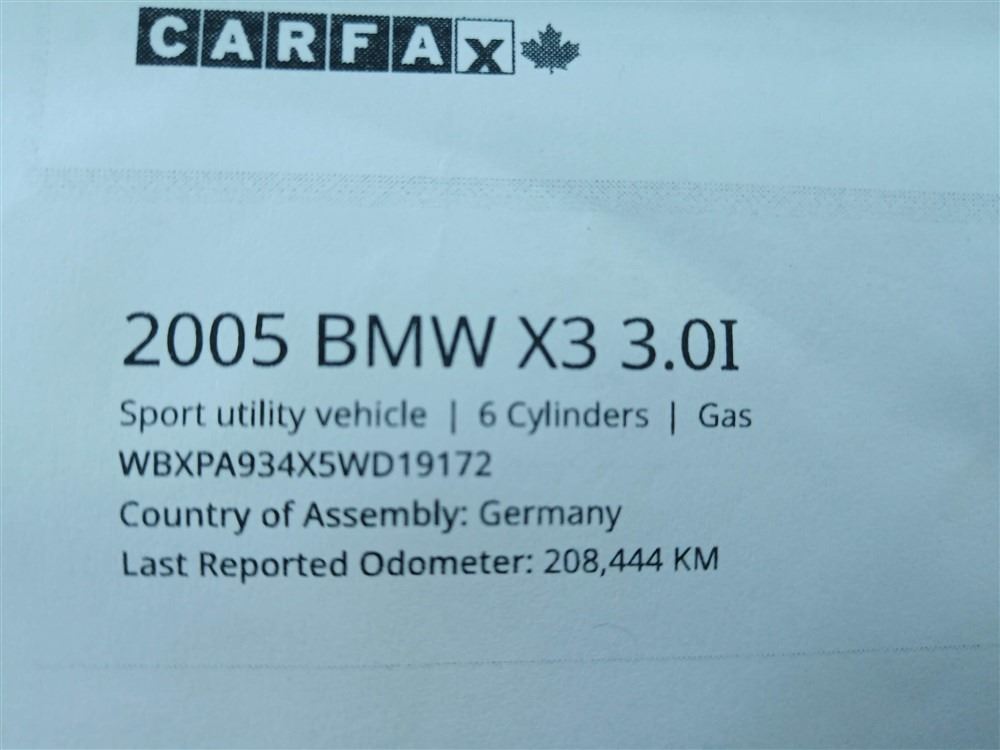 CARFAX
2005 BMW X3 3.0I
Sport utility vehicle | 6 Cylinders | Gas
WBXPA934X5WD19172
Country of Assembly: Germany
Last Reported Odometer: 208,444 KM